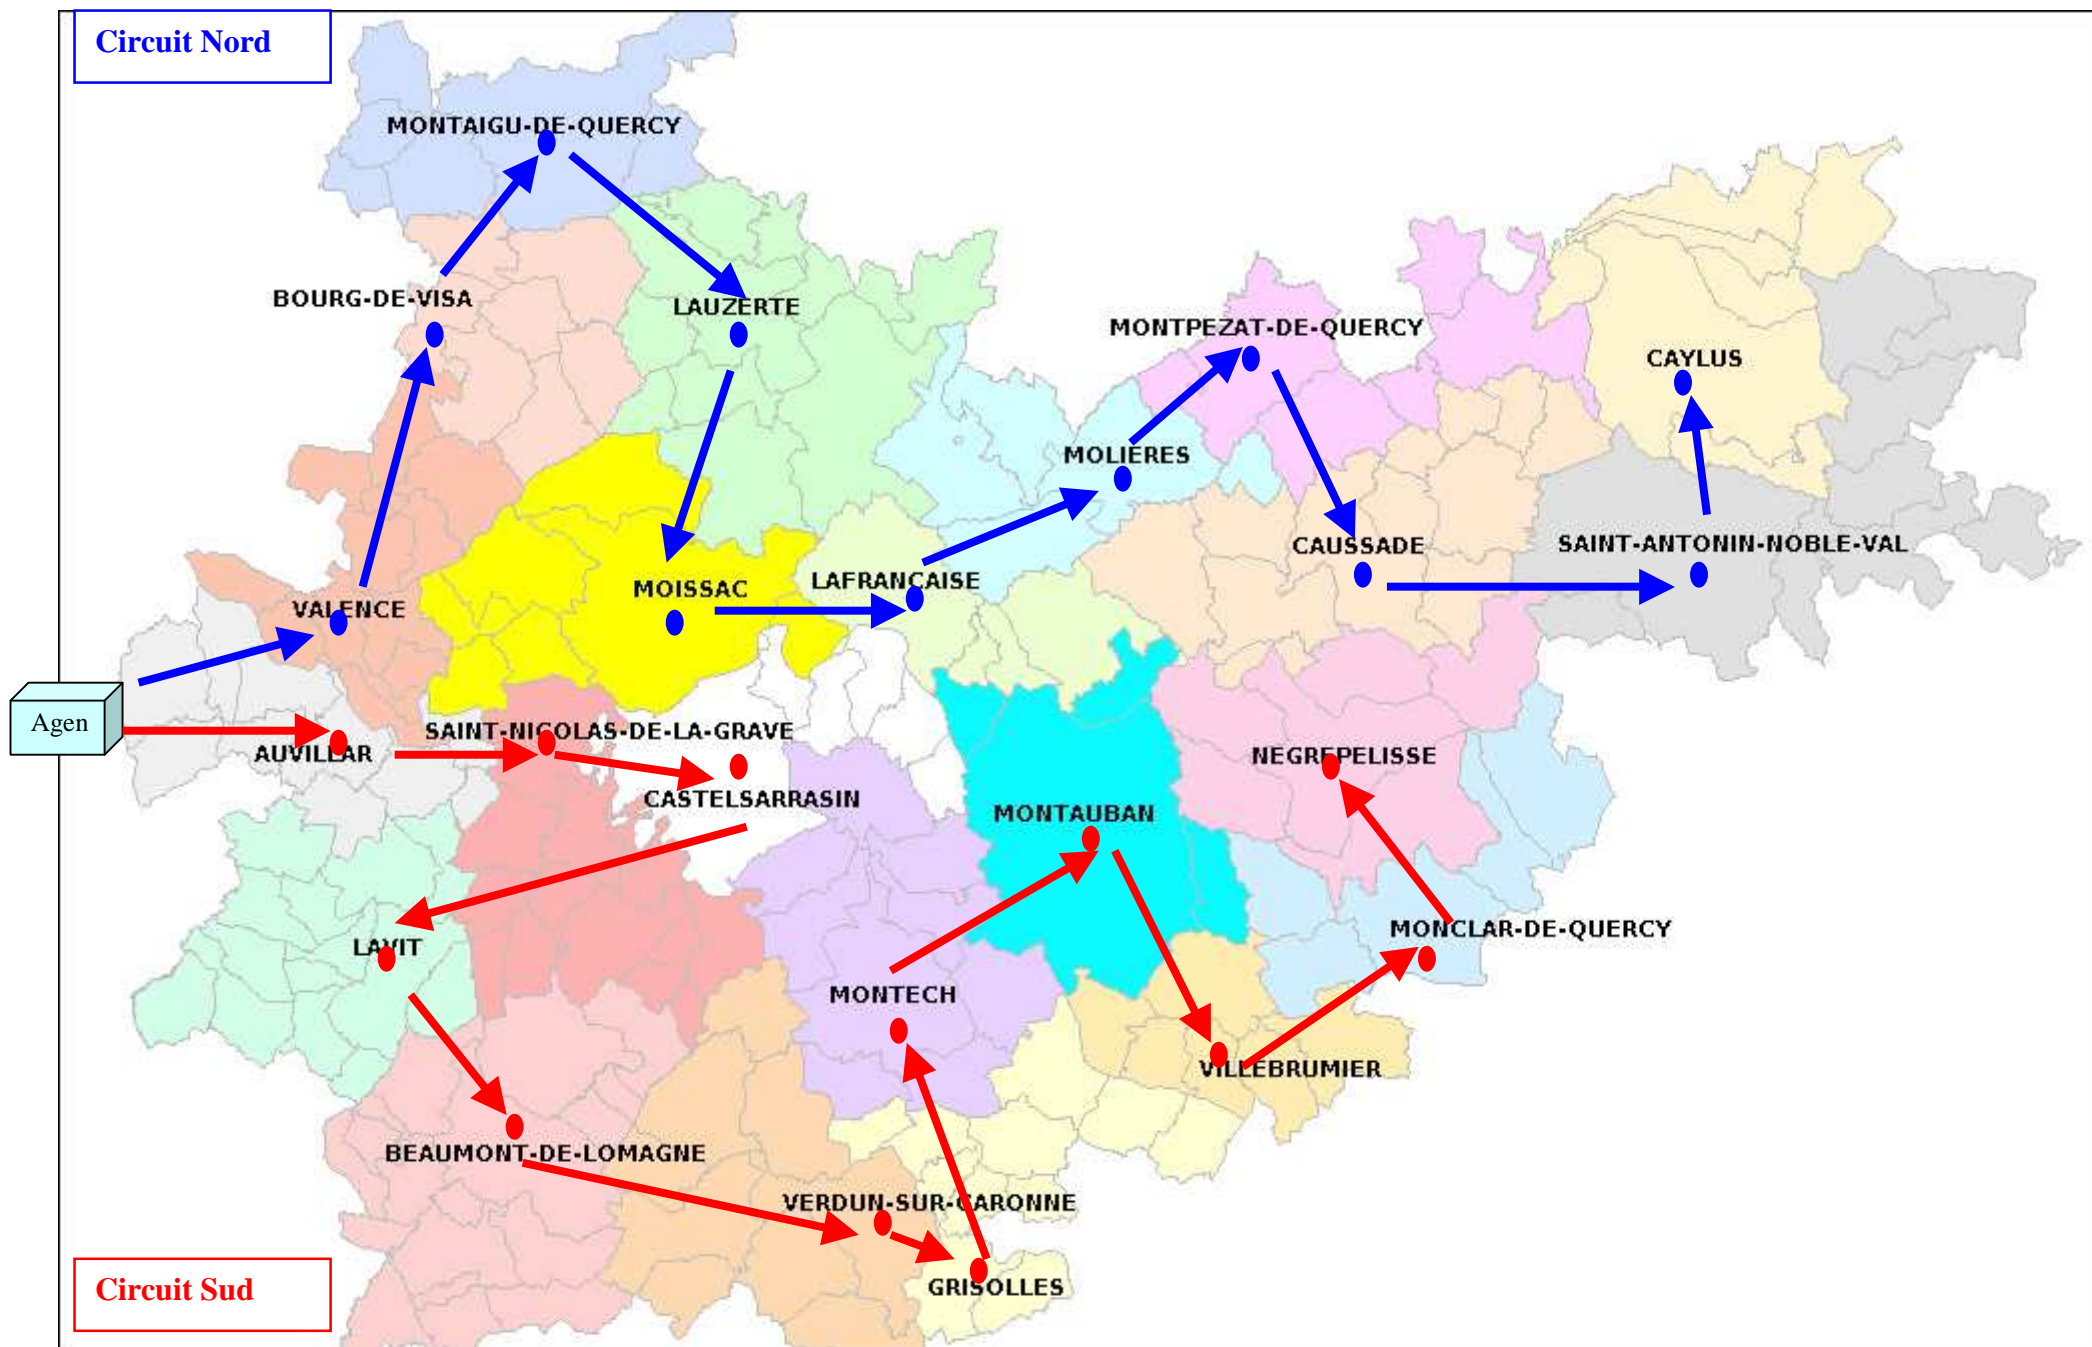 Circuit Nord
MONTAIGU-DE-QUERCY
BOURG-DE-VISA
LAUZERTE
MONTPEZAT-DE-QUERCY
CAYLUS
MOLIERES
CAUSSADE
SAINT-ANTONIN-NOBLE-VAL
LAFRANCAISE
MOISSAC
VALENCE
Agen
SAINT-NICOLAS-DE-LA-GRAVE
AUVILLAR
NEGREPELISSE
CASTELSARRASIN
MONTAUBAN
MONCLAR-DE-QUERCY
LAVIT
MONTECH
VILLEBRUMIER
BEAUMONT-DE-LOMAGNE
VERDUN-SUR-GARONNE
Circuit Sud
GRISOLLES